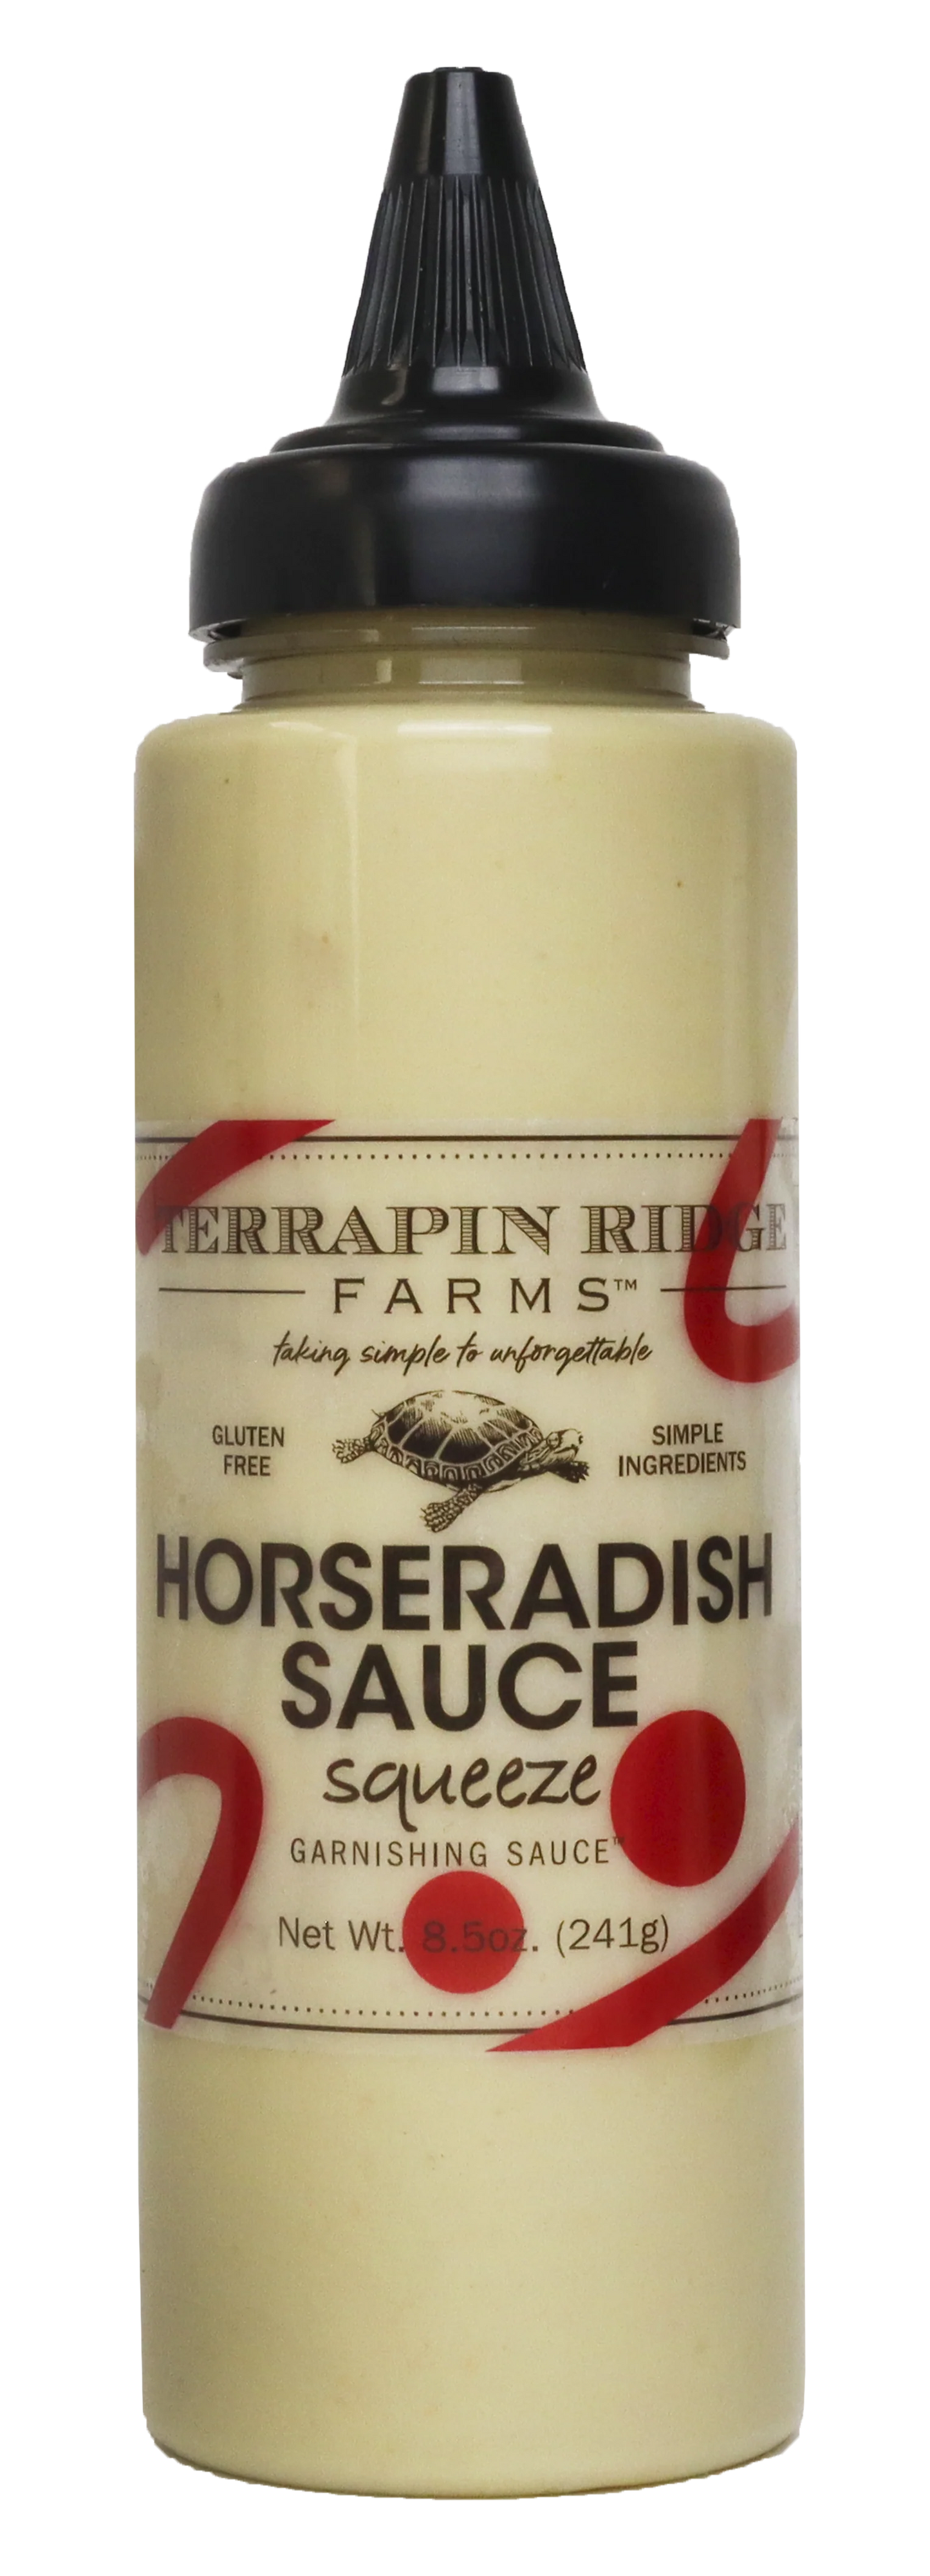 TERRAPIN RIDGE
FARMS™
taking simple to unforgettable
GLUTEN
FREE
SIMPLE
INGREDIENTS
HORSERADISH
SAUCE
squeeze
GARNISHING SAUCE™
Net Wt. 8.5oz. (241g)